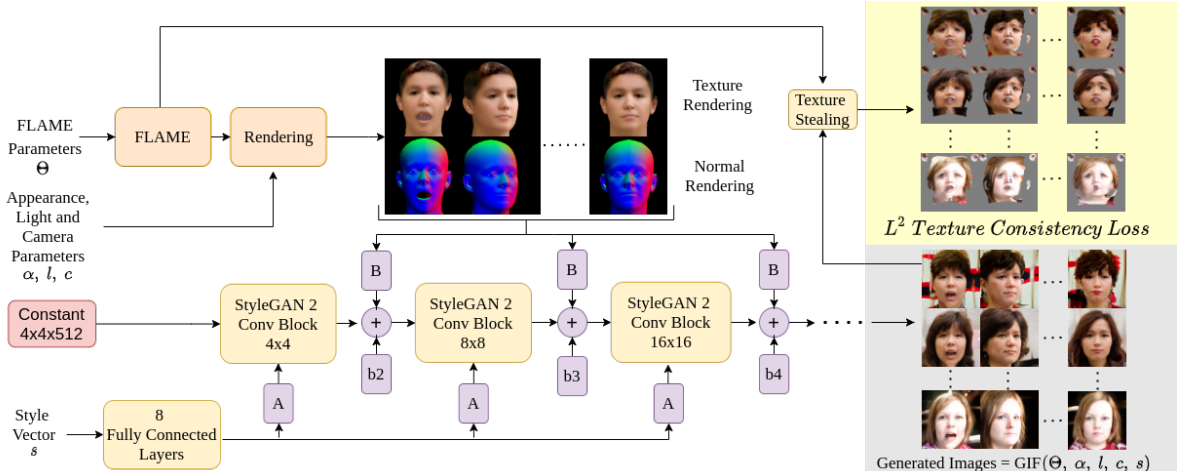 FLAME
Parameters
Θ
Appearance,
Light and
Camera
Parameters
α, l, c
FLAME
Rendering
Texture
Rendering
Normal
Rendering
Texture
Stealing
L² Texture Consistency Loss
Constant
4x4x512
StyleGAN 2
Conv Block
4x4
B
+
b2
StyleGAN 2
Conv Block
8x8
B
+
b3
StyleGAN 2
Conv Block
16x16
B
+
b4
A
A
A
Style
Vector
s
8
Fully Connected
Layers
Generated Images = GIF(Θ, α, l, c, s)